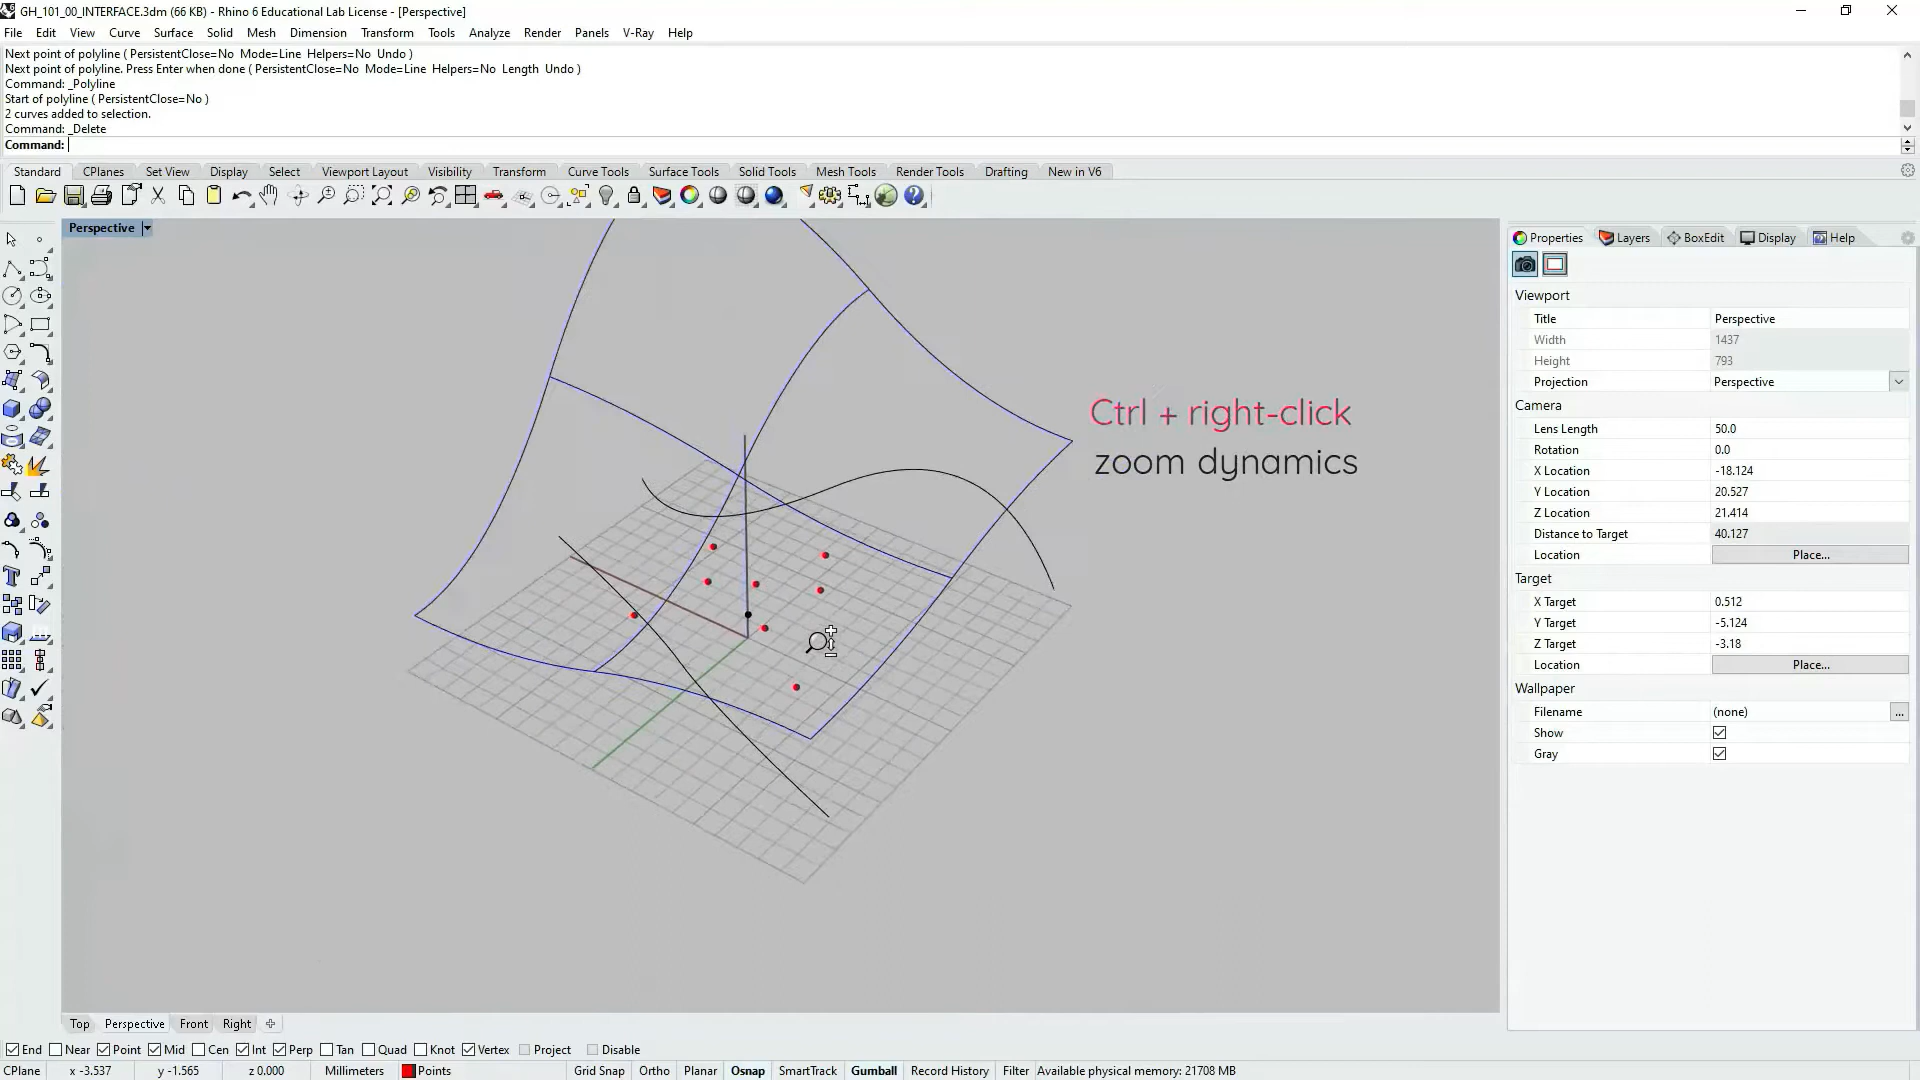 GH_101_00_INTERFACE.3dm (66 KB) - Rhino 6 Educational Lab License - [Perspective]
File Edit View Curve Surface Solid Mesh Dimension Transform Tools Analyze Render Panels V-Ray Help
Next point of polyline ( PersistentClose=No Mode=Line Helpers=No Undo )
Next point of polyline. Press Enter when done ( PersistentClose=No Mode=Line Helpers=No Length Undo )
Command: _Polyline
Start of polyline ( PersistentClose=No )
2 curves added to selection.
Command: _Delete
Command:
Standard CPlanes Set View Display Select Viewport Layout Visibility Transform Curve Tools Surface Tools Solid Tools Mesh Tools Render Tools Drafting New in V6
Perspective
Properties Layers BoxEdit Display Help
Viewport
Title Perspective
Width 1437
Height 793
Projection Perspective
Camera
Lens Length 50.0
Rotation 0.0
X Location -18.124
Y Location 20.527
Z Location 21.414
Distance to Target 40.127
Location Place...
Target
X Target 0.512
Y Target -5.124
Z Target -3.18
Location Place...
Wallpaper
Filename (none) ...
Show
Gray
Ctrl + right-click
zoom dynamics
Top Perspective Front Right
End Near Point Mid Cen Int Perp Tan Quad Knot Vertex Project Disable
CPlane x -3.537 y -1.565 z 0.000 Millimeters Points Grid Snap Ortho Planar Osnap SmartTrack Gumball Record History Filter Available physical memory: 21708 MB